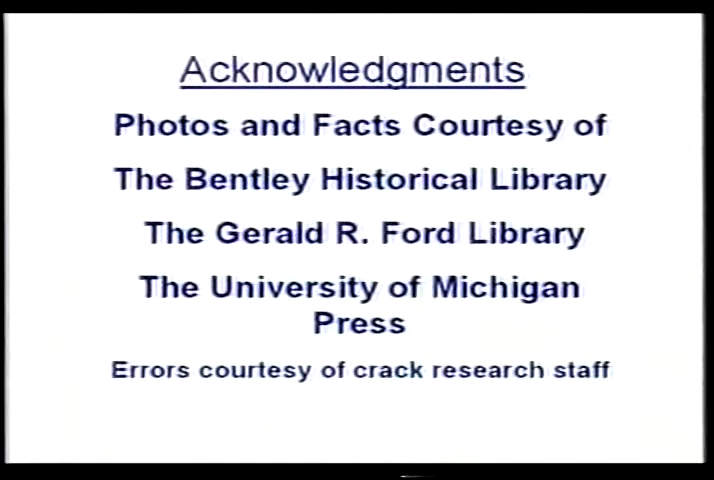 Acknowledgments
Photos and Facts Courtesy of
The Bentley Historical Library
The Gerald R. Ford Library
The University of Michigan
Press
Errors courtesy of crack research staff